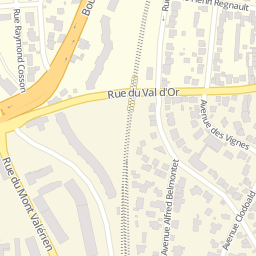 Rue Raymond Cosson
Bou
Henri Regnault
Rue du Val d'Or
Avenue des Vignes
Rue du Mont Valérien
Avenue Alfred Belmontet
Avenue Clodoald